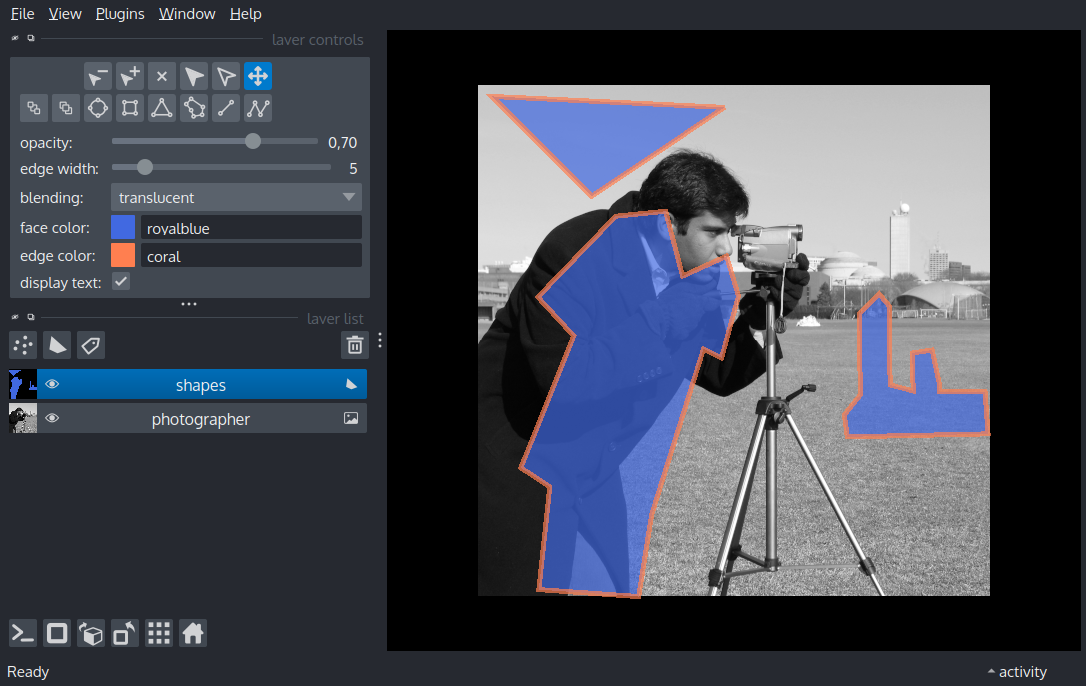 File View Plugins Window Help
layer controls
opacity: 0,70
edge width: 5
blending: translucent
face color: royalblue
edge color: coral
display text:
layer list
shapes
photographer
Ready
activity